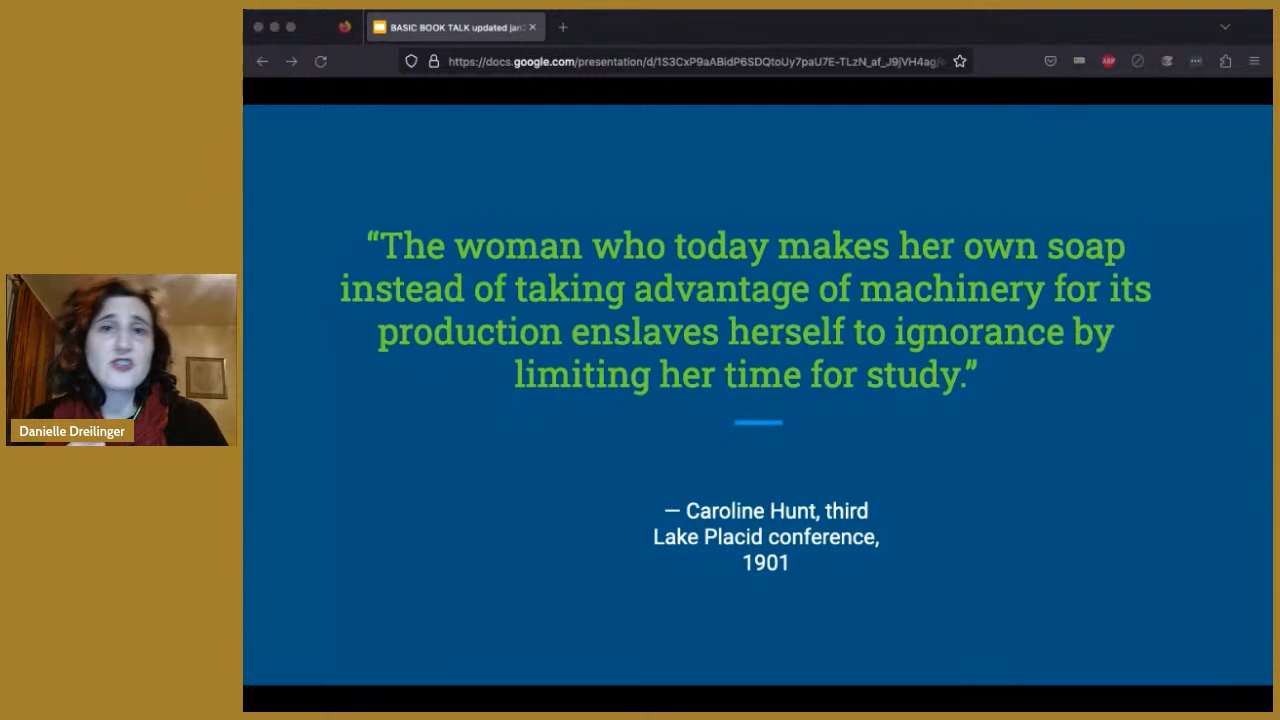 BASIC BOOK TALK updated jan
https://docs.google.com/presentation/d/1S3CxP9aABidP6SDQtoUy7paU7E-TLzN_af_J9jVH4ag/
ABP
“The woman who today makes her own soap
instead of taking advantage of machinery for its
production enslaves herself to ignorance by
limiting her time for study.”
— Caroline Hunt, third
Lake Placid conference,
1901
Danielle Dreilinger